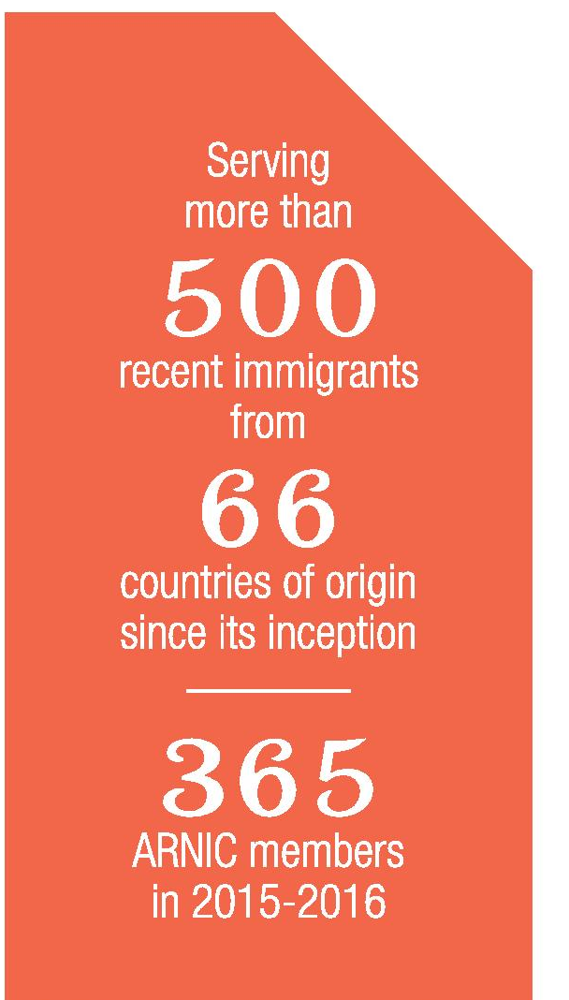 Serving
more than
500
recent immigrants
from
66
countries of origin
since its inception
365
ARNIC members
in 2015-2016